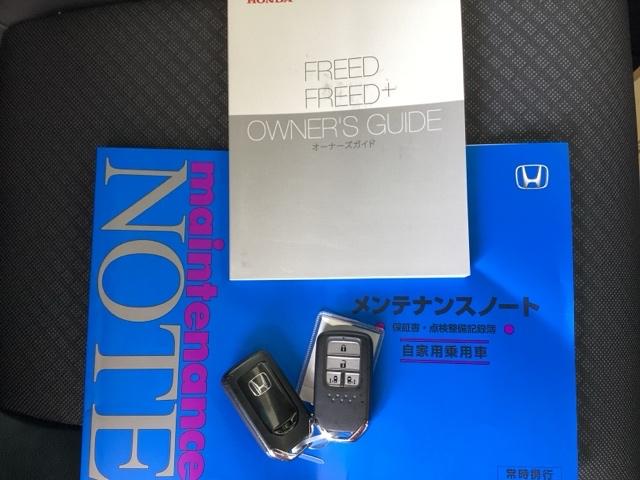 HONDA
FREED
FREED+
OWNER'S GUIDE
オーナーズガイド
maintenance
NOTE
メンテナンスノート
保証書・点検整備記録簿
自家用乗用車
常時携行